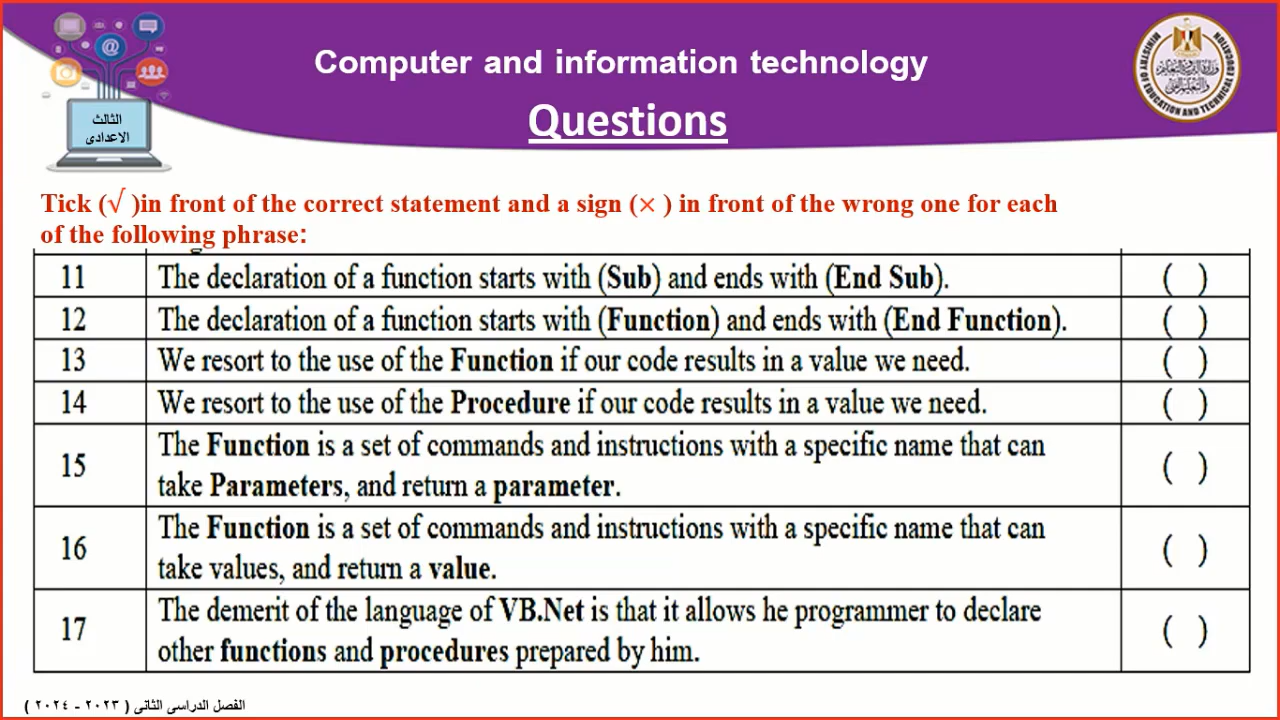 Computer and information technology
Questions
الثالث
الاعدادى
MINISTRY OF EDUCATION AND TECHNICAL EDUCATION
Tick (√ )in front of the correct statement and a sign (× ) in front of the wrong one for each
of the following phrase:
11 The declaration of a function starts with (Sub) and ends with (End Sub). ( )
12 The declaration of a function starts with (Function) and ends with (End Function). ( )
13 We resort to the use of the Function if our code results in a value we need. ( )
14 We resort to the use of the Procedure if our code results in a value we need. ( )
15 The Function is a set of commands and instructions with a specific name that can
take Parameters, and return a parameter. ( )
16 The Function is a set of commands and instructions with a specific name that can
take values, and return a value. ( )
17 The demerit of the language of VB.Net is that it allows he programmer to declare
other functions and procedures prepared by him. ( )
الفصل الدراسى الثانى ( ٢٠٢٣ - ٢٠٢٤ )